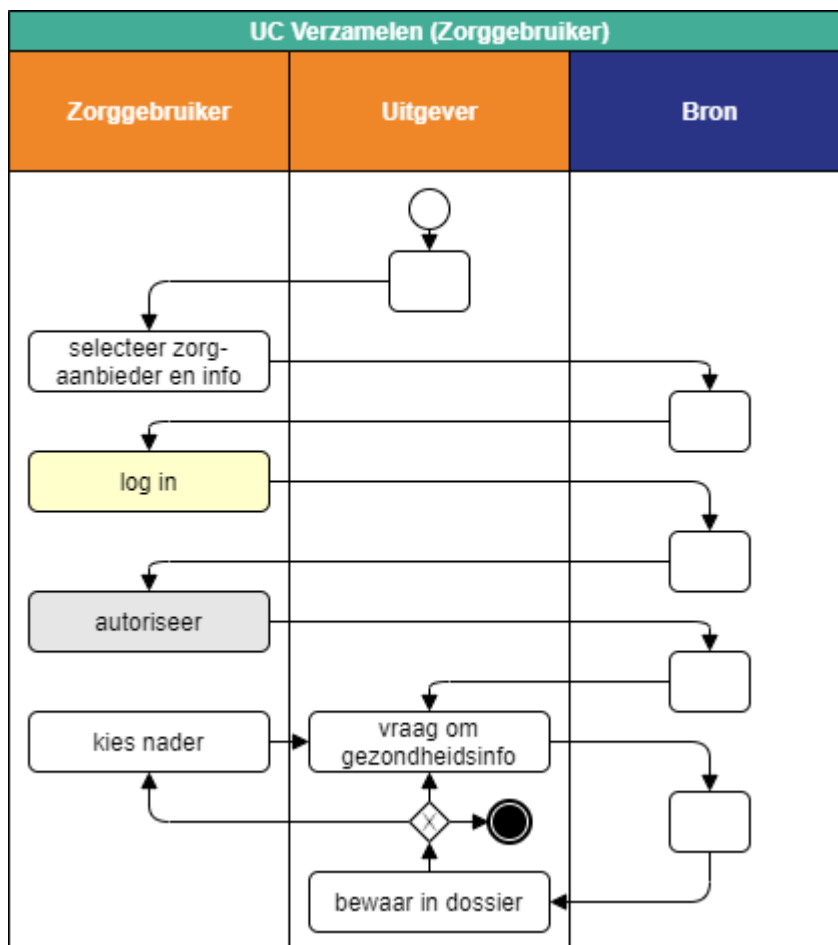 UC Verzamelen (Zorggebruiker)
Zorggebruiker
Uitgever
Bron
selecteer zorg-
aanbieder en info
log in
autoriseer
kies nader
vraag om
gezondheidsinfo
bewaar in dossier